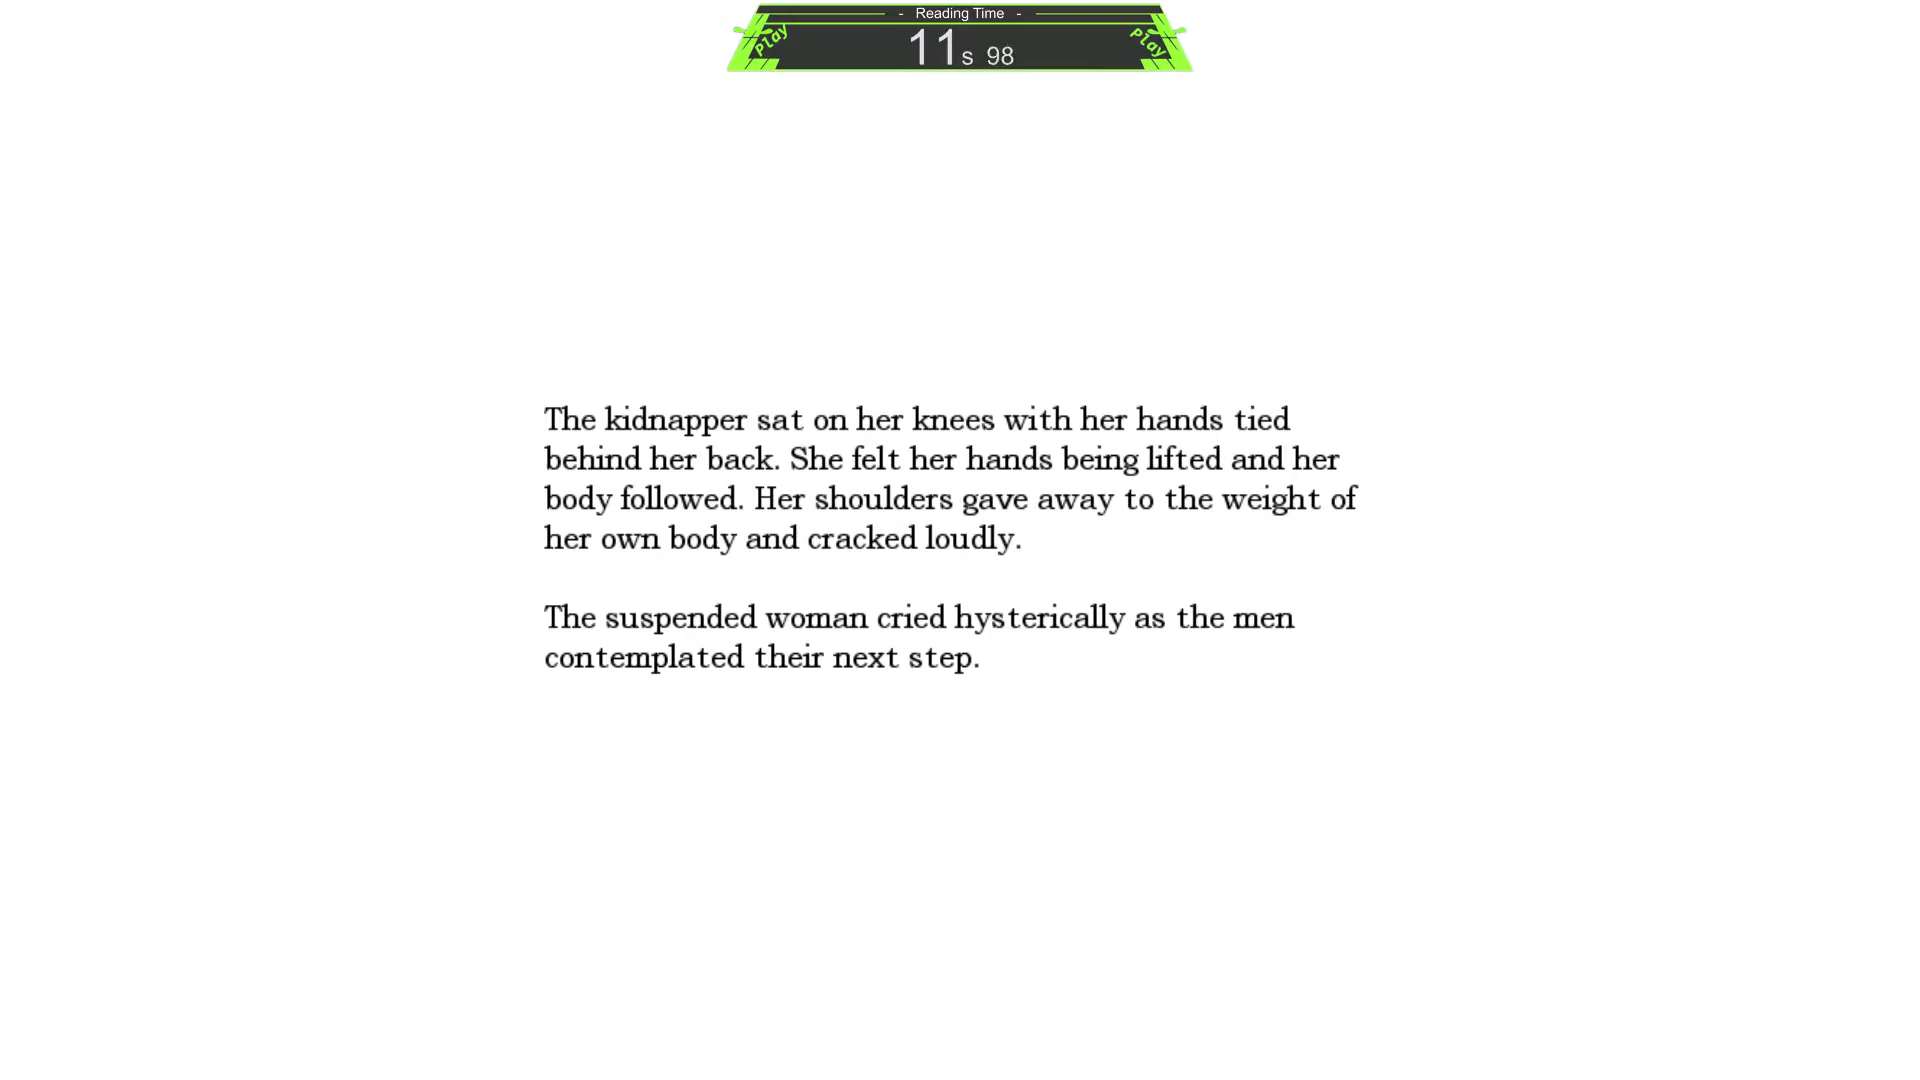 - Reading Time -
Play
11s 98
Play
The kidnapper sat on her knees with her hands tied
behind her back. She felt her hands being lifted and her
body followed. Her shoulders gave away to the weight of
her own body and cracked loudly.
The suspended woman cried hysterically as the men
contemplated their next step.